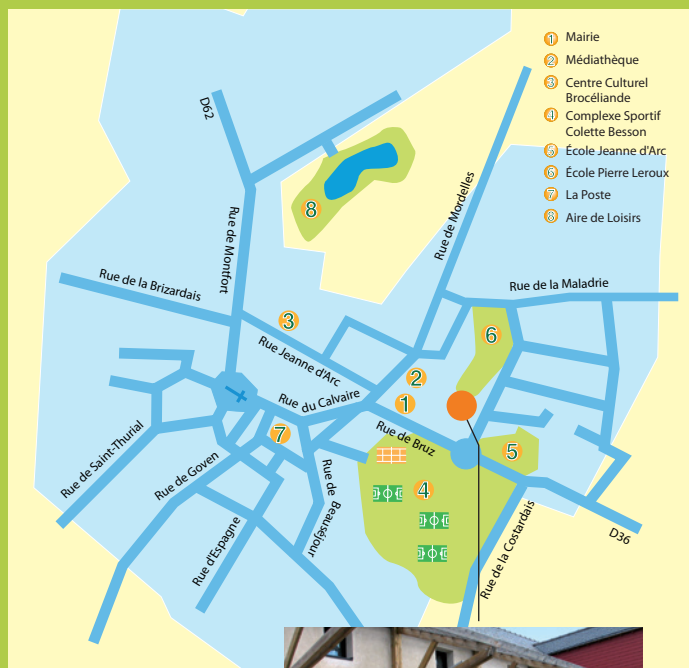 1 Mairie
2 Médiathèque
3 Centre Culturel
Brocéliande
4 Complexe Sportif
Colette Besson
5 École Jeanne d'Arc
6 École Pierre Leroux
7 La Poste
8 Aire de Loisirs
D62
Rue de Montfort
8
Rue de Mordelles
Rue de la Brizardais
Rue de la Maladrie
3
6
Rue Jeanne d'Arc
2
Rue du Calvaire
1
7
Rue de Bruz
5
Rue de Saint-Thurial
Rue de Goven
Rue de Beauséjour
4
Rue d'Espagne
Rue de la Costardais
D36